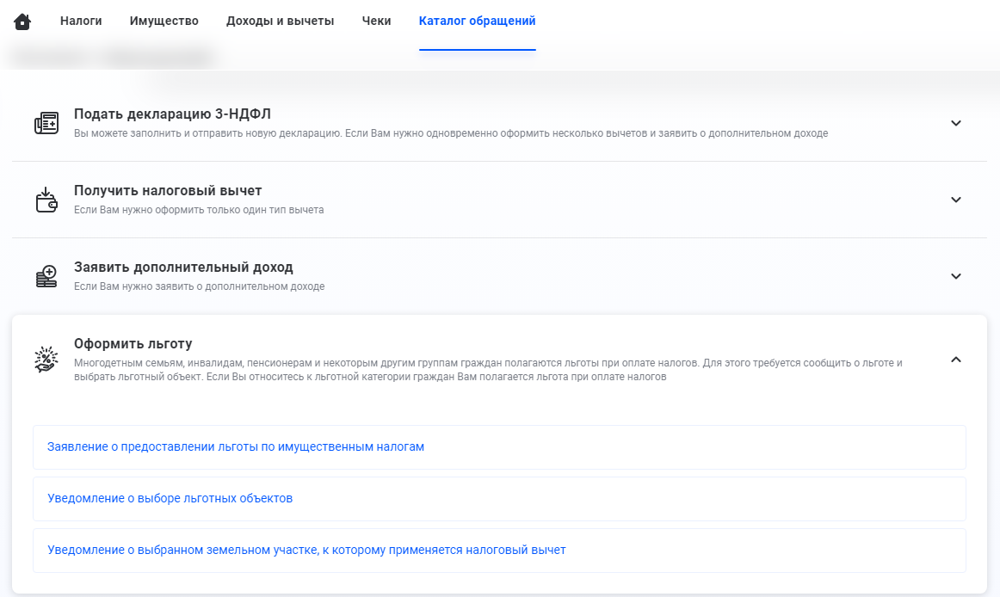 Налоги Имущество Доходы и вычеты Чеки Каталог обращений
Подать декларацию 3-НДФЛ
Вы можете заполнить и отправить новую декларацию. Если Вам нужно одновременно оформить несколько вычетов и заявить о дополнительном доходе
Получить налоговый вычет
Если Вам нужно оформить только один тип вычета
Заявить дополнительный доход
Если Вам нужно заявить о дополнительном доходе
Оформить льготу
Многодетным семьям, инвалидам, пенсионерам и некоторым другим группам граждан полагаются льготы при оплате налогов. Для этого требуется сообщить о льготе и
выбрать льготный объект. Если Вы относитесь к льготной категории граждан Вам полагается льгота при оплате налогов
Заявление о предоставлении льготы по имущественным налогам
Уведомление о выборе льготных объектов
Уведомление о выбранном земельном участке, к которому применяется налоговый вычет